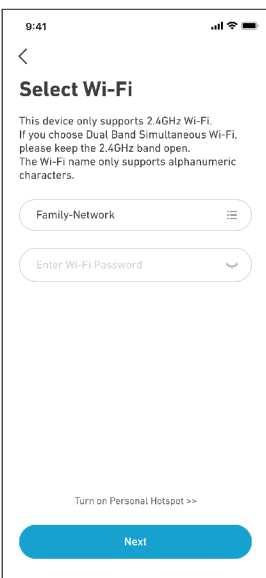 9:41
Select Wi-Fi
This device only supports 2.4GHz Wi-Fi.
If you choose Dual Band Simultaneous Wi-Fi,
please keep the 2.4GHz band open.
The Wi-Fi name only supports alphanumeric
characters.
Family-Network
Enter Wi-Fi Password
Turn on Personal Hotspot >>
Next